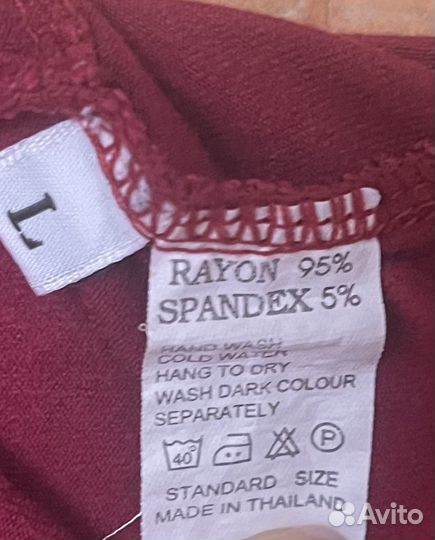 L
RAYON 95%
SPANDEX 5%
HAND WASH
COLD WATER
HANG TO DRY
WASH DARK COLOUR
SEPARATELY
40° P
STANDARD SIZE
MADE IN THAILAND
Avito